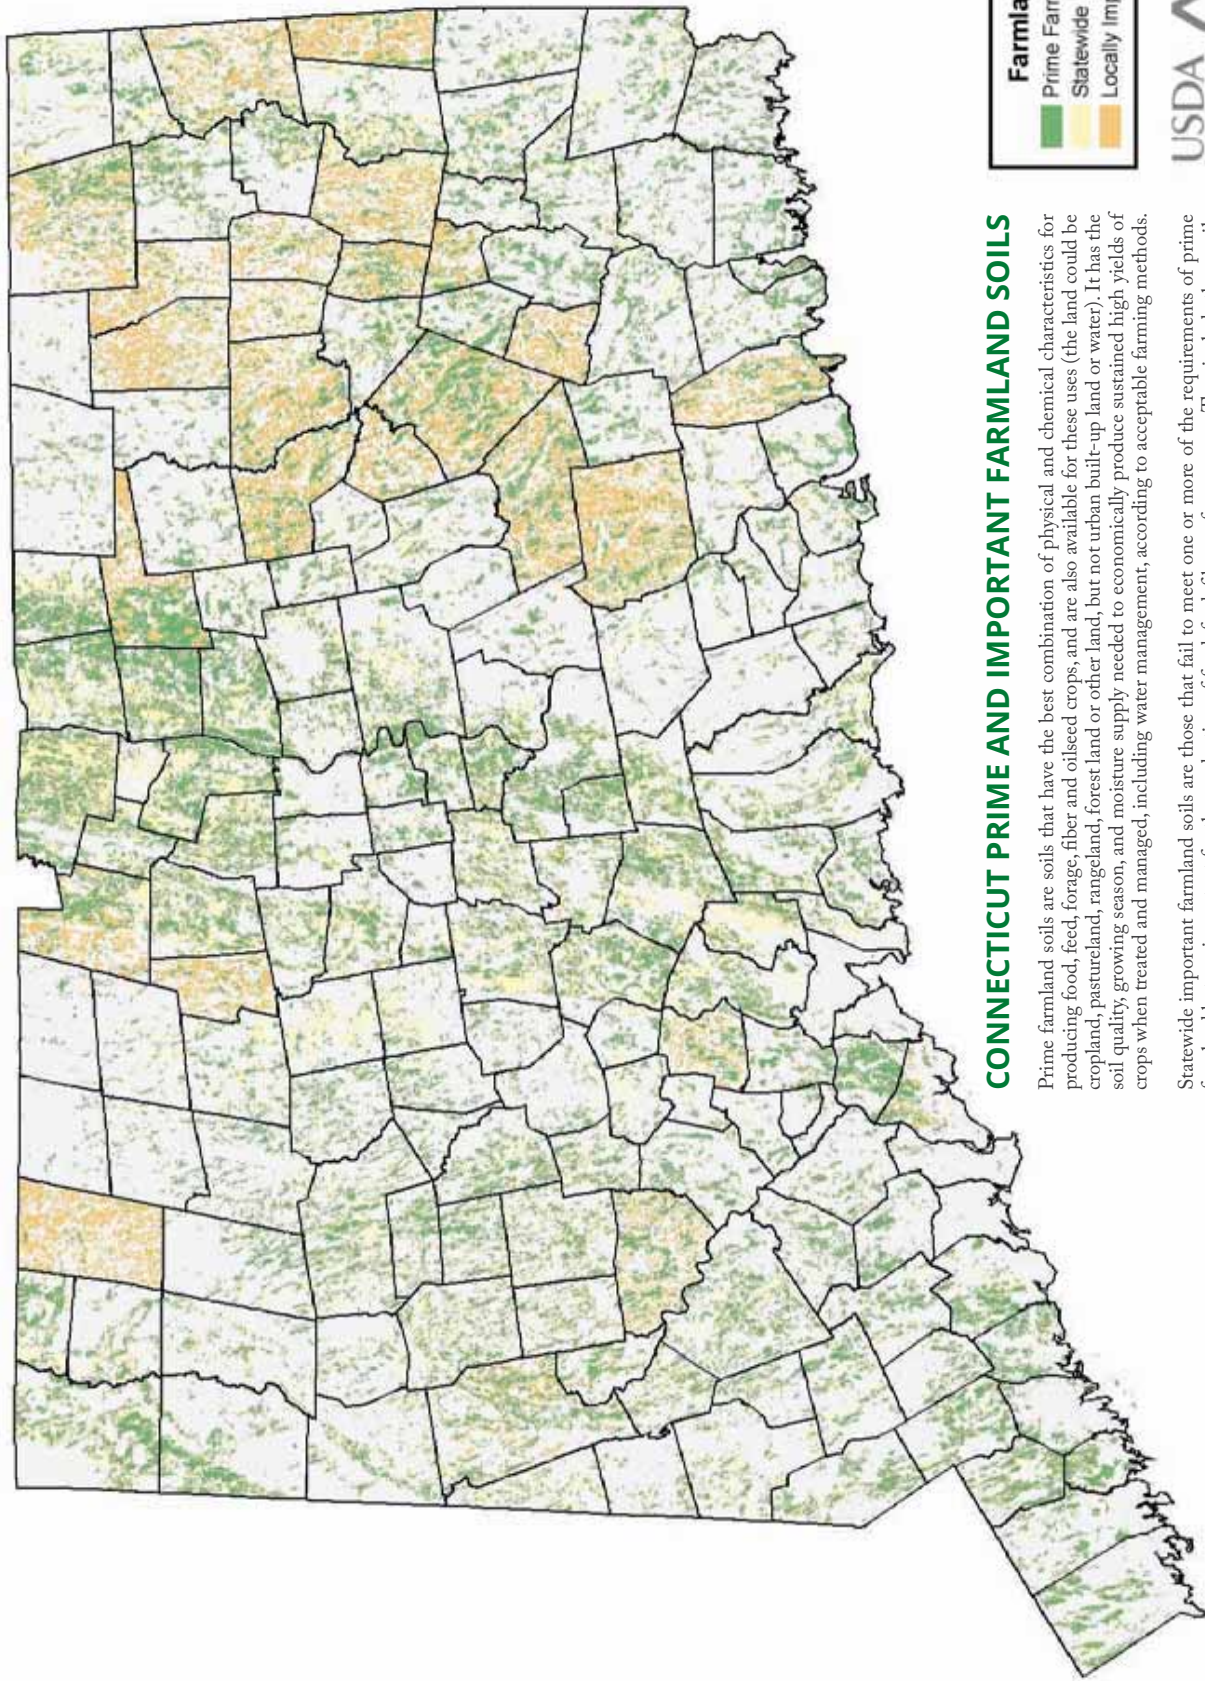 CONNECTICUT PRIME AND IMPORTANT FARMLAND SOILS
Prime farmland soils are soils that have the best combination of physical and chemical characteristics for
producing food, feed, forage, fiber and oilseed crops, and are also available for these uses (the land could be
cropland, pastureland, rangeland, forest land or other land, but not urban built-up land or water). It has the
soil quality, growing season, and moisture supply needed to economically produce sustained high yields of
crops when treated and managed, including water management, according to acceptable farming methods.
Statewide important farmland soils are those that fail to meet one or more of the requirements of prime
Farmla
Prime Farr
Statewide
Locally Imp
USDA